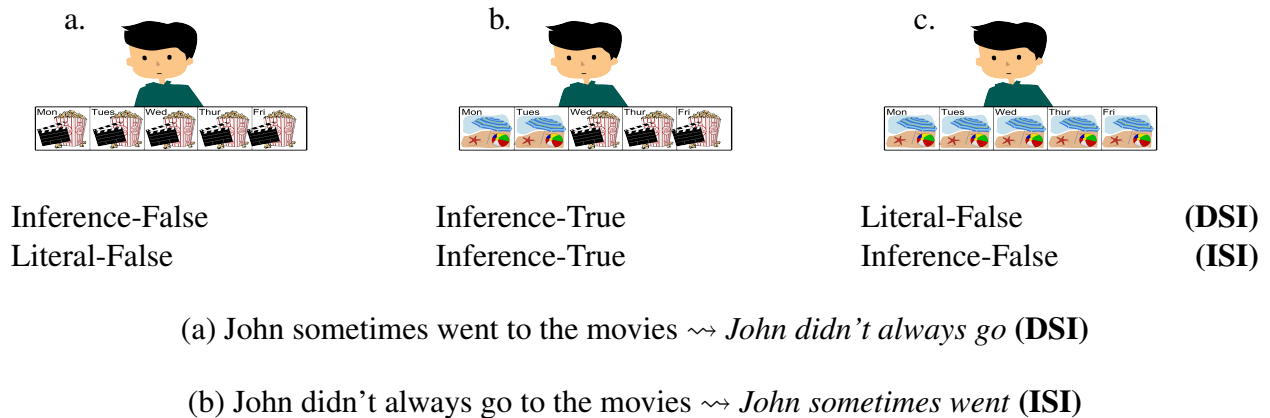 a. b. c.
Mon Tues Wed Thur Fri Mon Tues Wed Thur Fri Mon Tues Wed Thur Fri
Inference-False Inference-True Literal-False (DSI)
Literal-False Inference-True Inference-False (ISI)
(a) John sometimes went to the movies ⇝ John didn't always go (DSI)
(b) John didn't always go to the movies ⇝ John sometimes went (ISI)